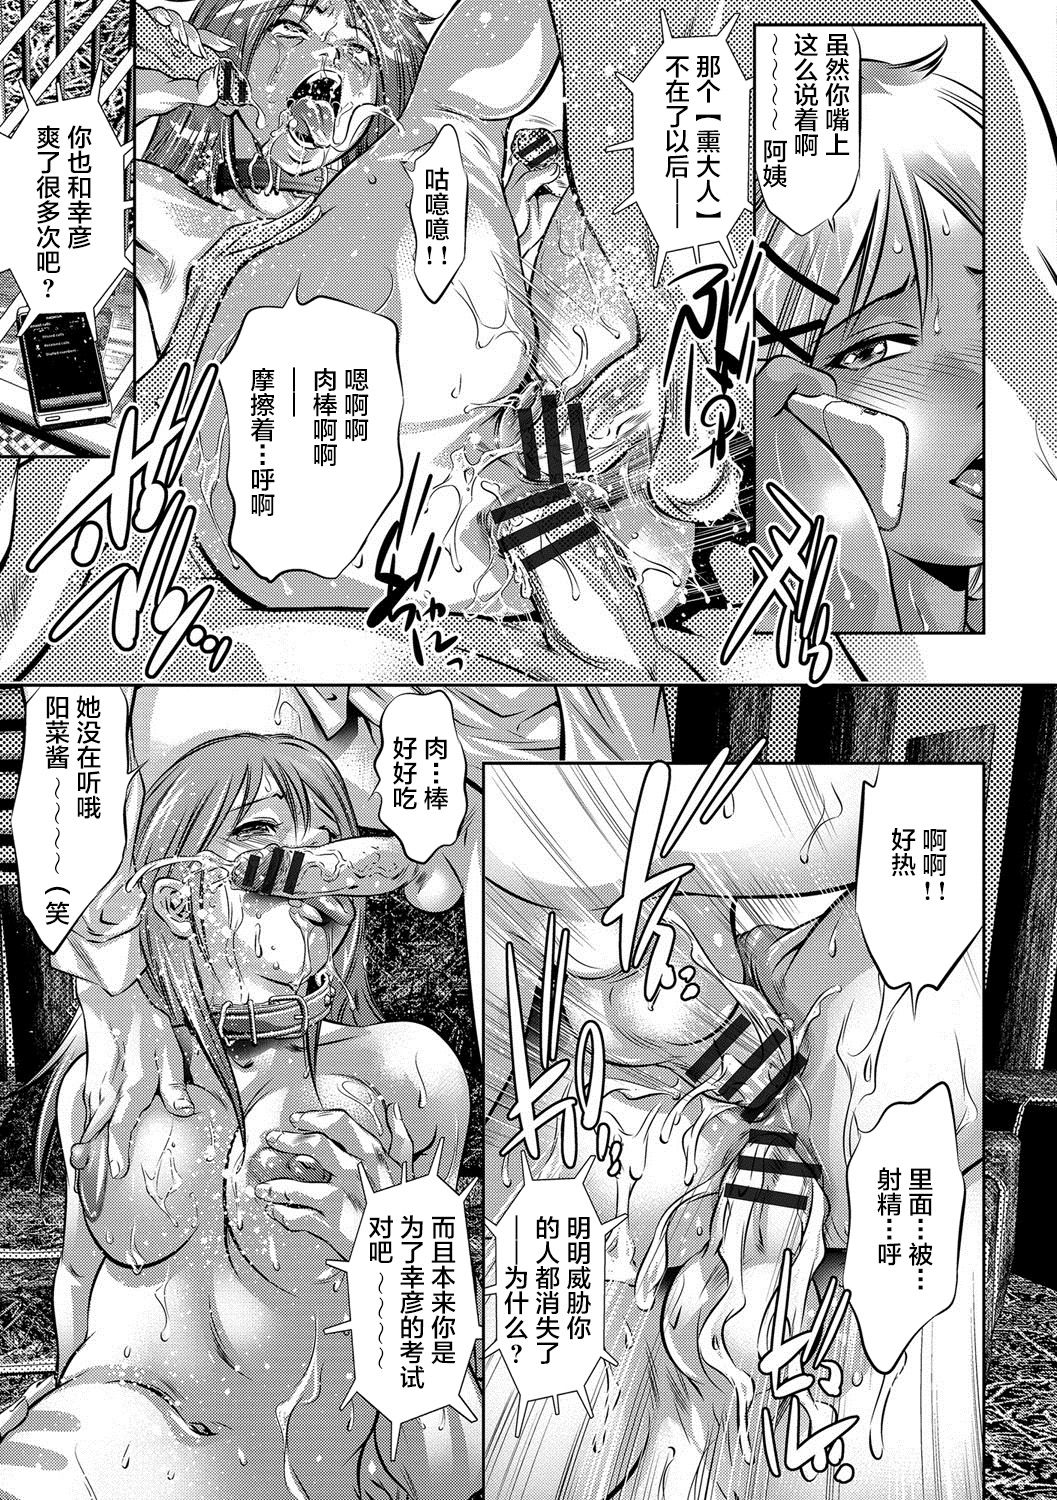 虽然你嘴上
这么说着啊
～～～～阿姨
那个【熏大人】
不在了以后——
咕噫噫!!
嗯啊啊
肉棒啊啊
——
摩擦着…呼啊
你也和幸彦
爽了很多次吧?
NOKIA
啊啊!!
好热
里面…被…
射精…呼
明明威胁你
的人都消失了
——为什么?
肉…棒
好好吃
她没在听哦
阳菜酱～～～～(笑
而且本来你是
为了幸彦的考试
对吧～～～～